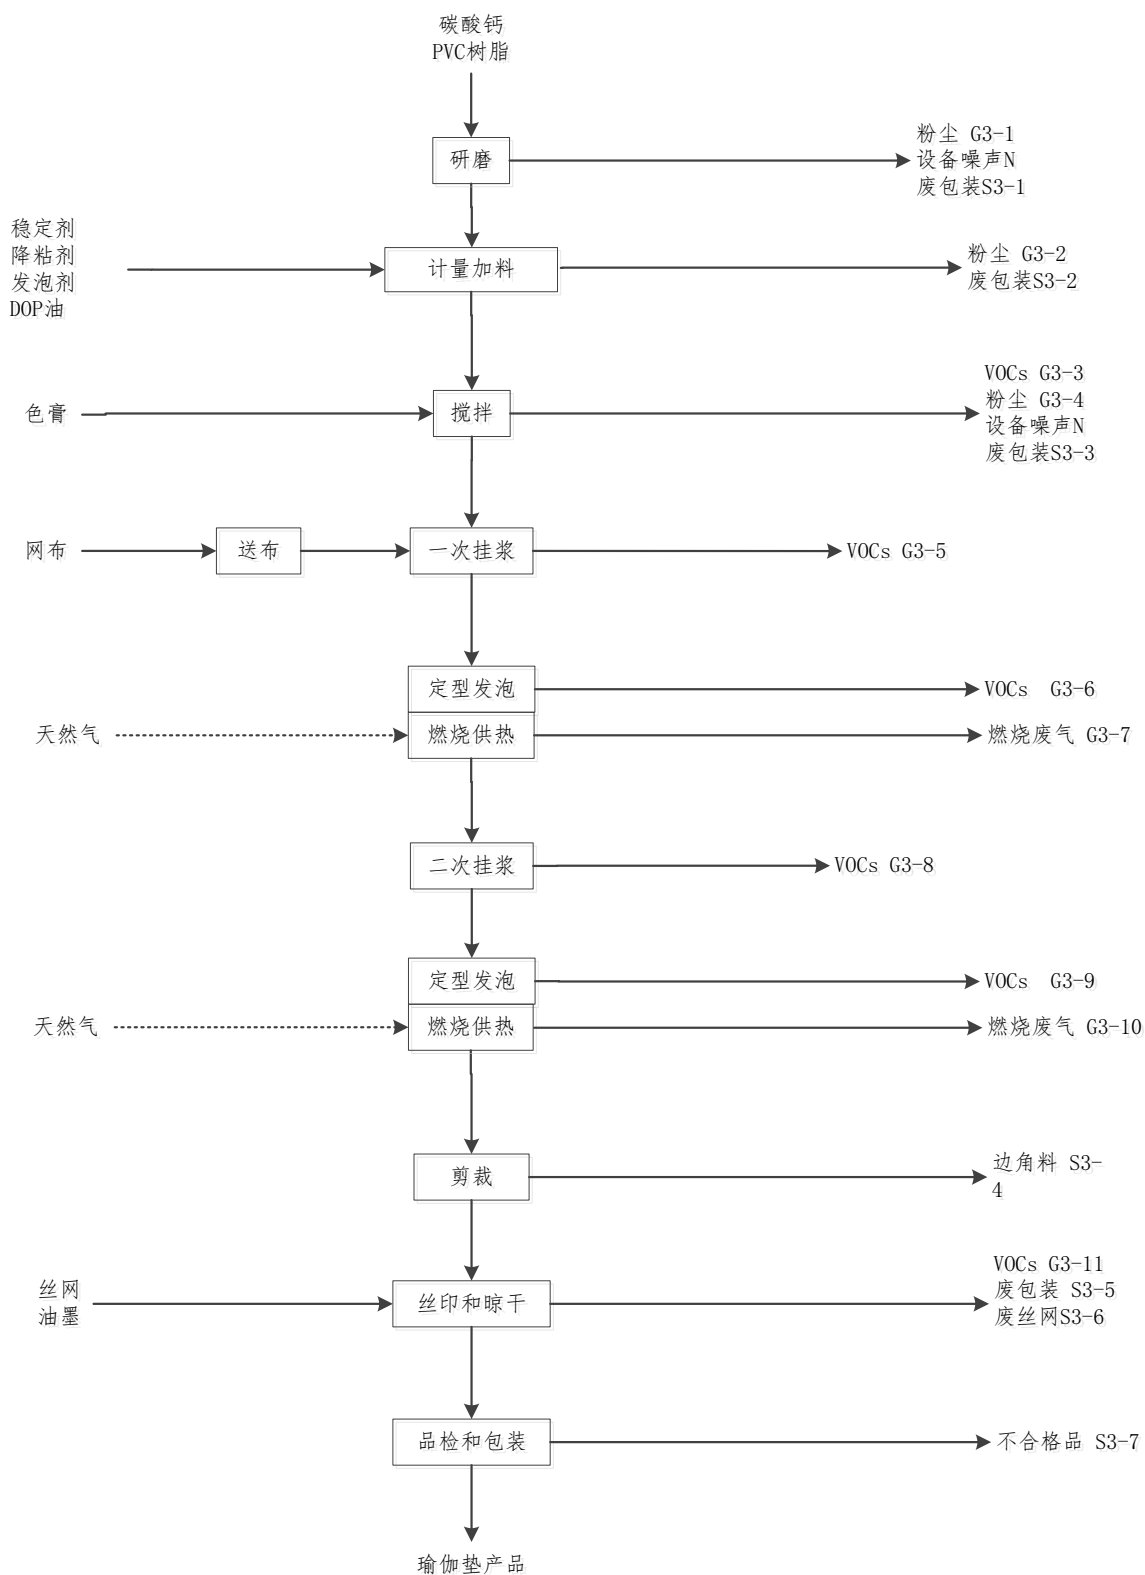 碳酸钙
PVC树脂
研磨
粉尘 G3-1
设备噪声N
废包装S3-1
稳定剂
降粘剂
发泡剂
DOP油
计量加料
粉尘 G3-2
废包装S3-2
色膏
搅拌
VOCs G3-3
粉尘 G3-4
设备噪声N
废包装S3-3
网布
送布
一次挂浆
VOCs G3-5
定型发泡
VOCs G3-6
天然气
燃烧供热
燃烧废气 G3-7
二次挂浆
VOCs G3-8
定型发泡
VOCs G3-9
天然气
燃烧供热
燃烧废气 G3-10
剪裁
边角料 S3-
4
丝网
油墨
丝印和晾干
VOCs G3-11
废包装 S3-5
废丝网S3-6
品检和包装
不合格品 S3-7
瑜伽垫产品